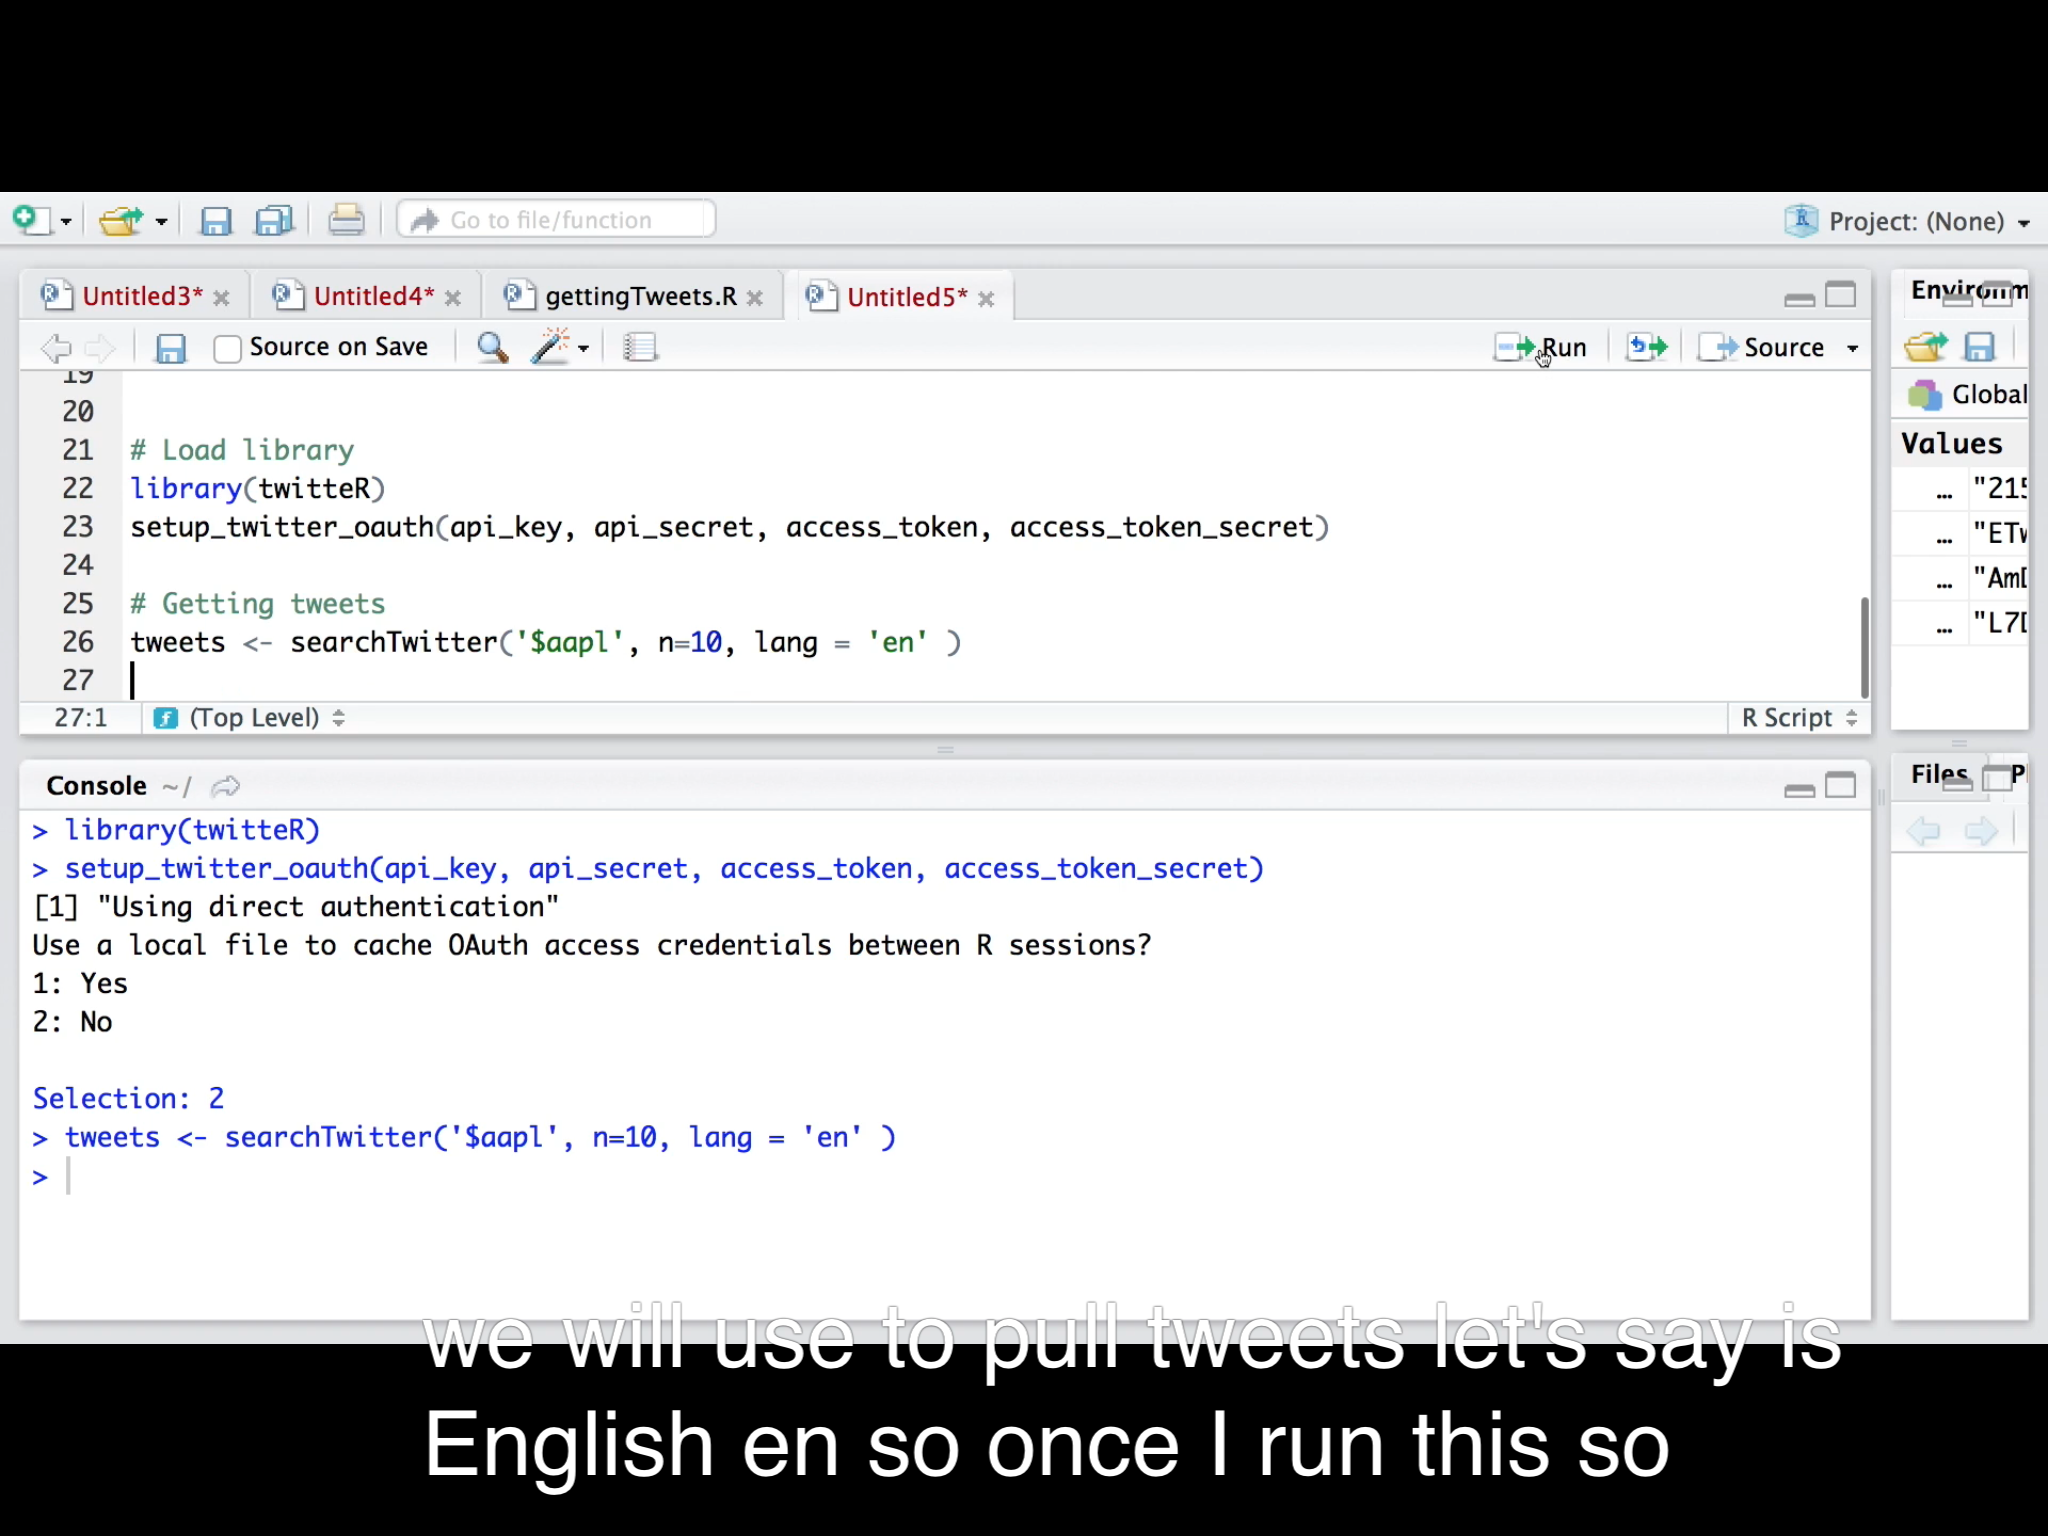 Go to file/function
Project: (None)
Untitled3*
Untitled4*
gettingTweets.R
Untitled5*
Source on Save
Run
Source
19
20
21 # Load library
22 library(twitteR)
23 setup_twitter_oauth(api_key, api_secret, access_token, access_token_secret)
24
25 # Getting tweets
26 tweets <- searchTwitter('$aapl', n=10, lang = 'en' )
27
27:1
(Top Level)
R Script
Console ~/
> library(twitteR)
> setup_twitter_oauth(api_key, api_secret, access_token, access_token_secret)
[1] "Using direct authentication"
Use a local file to cache OAuth access credentials between R sessions?
1: Yes
2: No
Selection: 2
> tweets <- searchTwitter('$aapl', n=10, lang = 'en' )
>
Environm
Global
Values
... "215
... "ETw
... "Am
... "L7
Files
Pl
we will use to pull tweets let's say is
English en so once I run this so